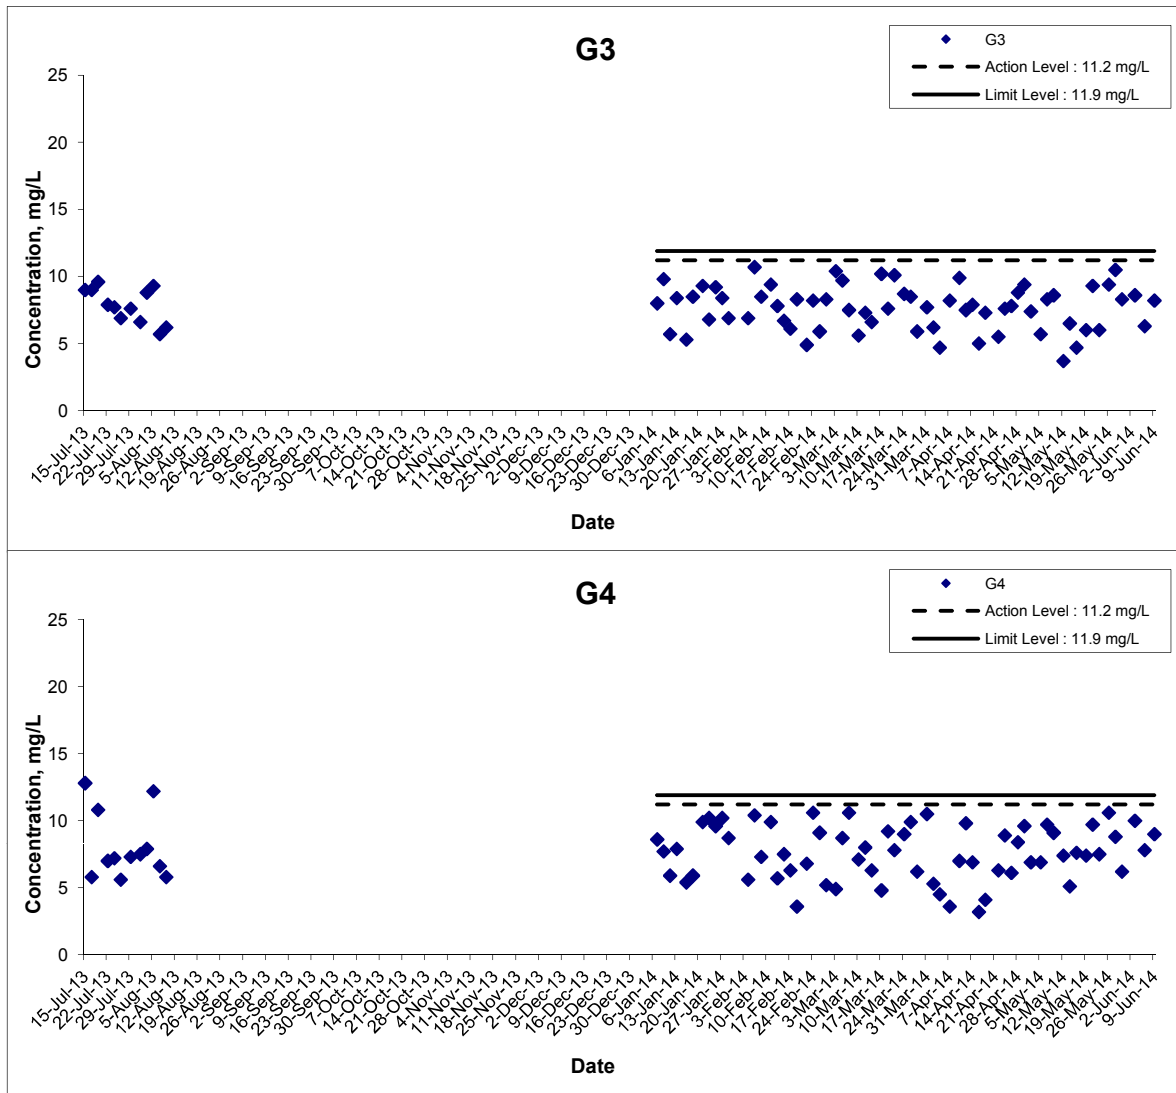 G3
G3
Action Level : 11.2 mg/L
Limit Level : 11.9 mg/L
25
20
15
10
5
0
Concentration, mg/L
15-Jul-13
22-Jul-13
29-Jul-13
5-Aug-13
12-Aug-13
19-Aug-13
26-Aug-13
2-Sep-13
9-Sep-13
16-Sep-13
23-Sep-13
30-Sep-13
7-Oct-13
14-Oct-13
21-Oct-13
28-Oct-13
4-Nov-13
11-Nov-13
18-Nov-13
25-Nov-13
2-Dec-13
9-Dec-13
16-Dec-13
23-Dec-13
30-Dec-13
6-Jan-14
13-Jan-14
20-Jan-14
27-Jan-14
3-Feb-14
10-Feb-14
17-Feb-14
24-Feb-14
3-Mar-14
10-Mar-14
17-Mar-14
24-Mar-14
31-Mar-14
7-Apr-14
14-Apr-14
21-Apr-14
28-Apr-14
5-May-14
12-May-14
19-May-14
26-May-14
2-Jun-14
9-Jun-14
Date
G4
G4
Action Level : 11.2 mg/L
Limit Level : 11.9 mg/L
25
20
15
10
5
0
Concentration, mg/L
15-Jul-13
22-Jul-13
29-Jul-13
5-Aug-13
12-Aug-13
19-Aug-13
26-Aug-13
2-Sep-13
9-Sep-13
16-Sep-13
23-Sep-13
30-Sep-13
7-Oct-13
14-Oct-13
21-Oct-13
28-Oct-13
4-Nov-13
11-Nov-13
18-Nov-13
25-Nov-13
2-Dec-13
9-Dec-13
16-Dec-13
23-Dec-13
30-Dec-13
6-Jan-14
13-Jan-14
20-Jan-14
27-Jan-14
3-Feb-14
10-Feb-14
17-Feb-14
24-Feb-14
3-Mar-14
10-Mar-14
17-Mar-14
24-Mar-14
31-Mar-14
7-Apr-14
14-Apr-14
21-Apr-14
28-Apr-14
5-May-14
12-May-14
19-May-14
26-May-14
2-Jun-14
9-Jun-14
Date